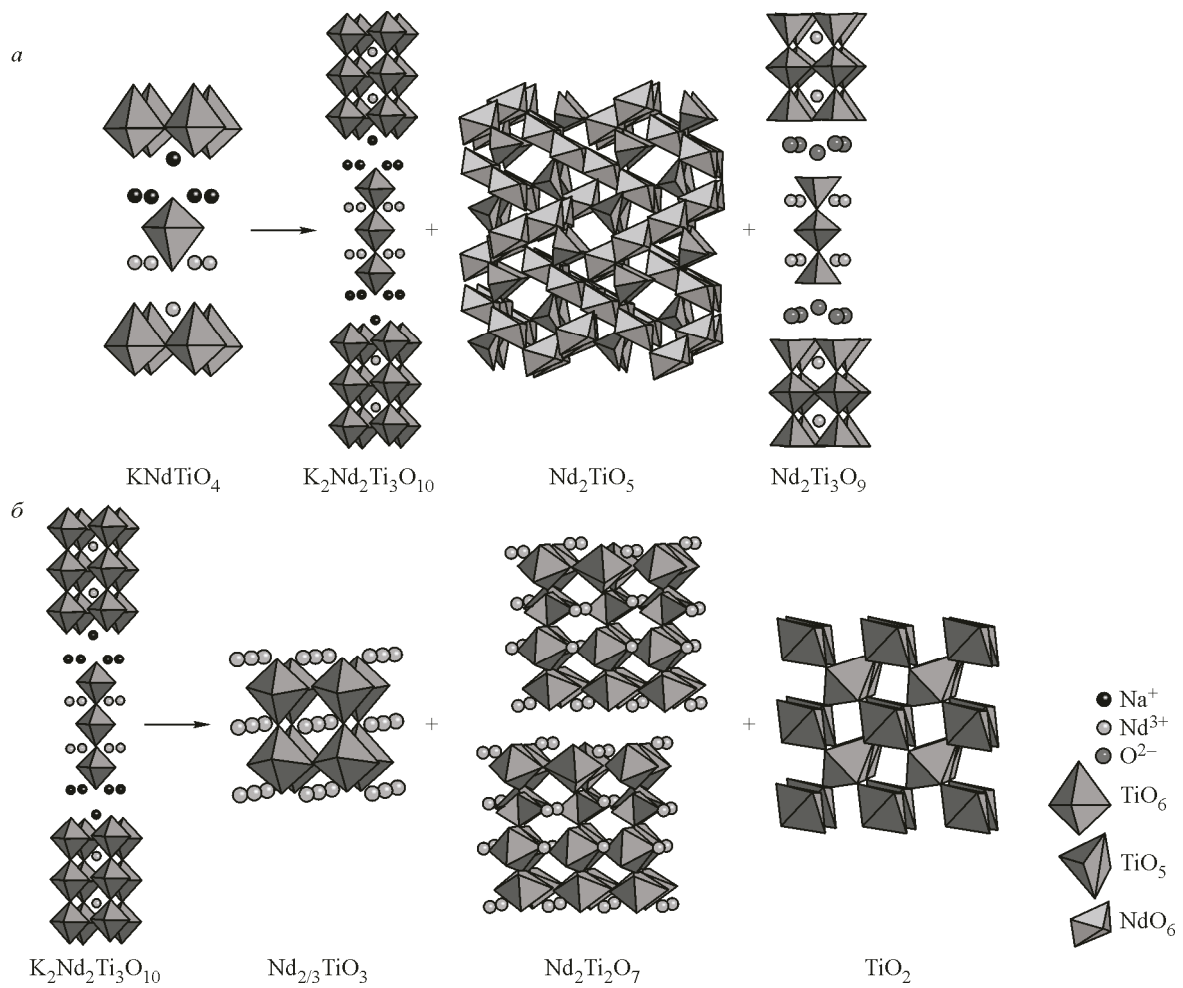 а
+ +
KNdTiO₄ K₂Nd₂Ti₃O₁₀ Nd₂TiO₅ Nd₂Ti₃O₉
б
+ +
Na⁺
Nd³⁺
O²⁻
TiO₆
TiO₅
NdO₆
K₂Nd₂Ti₃O₁₀ Nd₂/₃TiO₃ Nd₂Ti₂O₇ TiO₂